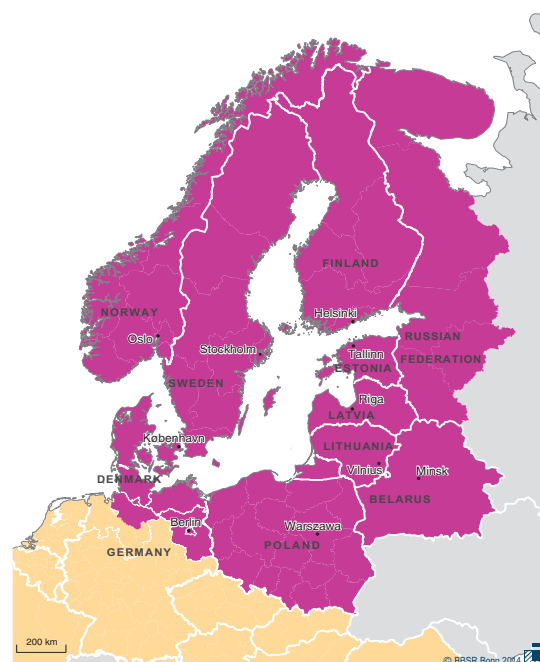 FINLAND
NORWAY
Helsinki
Oslo
RUSSIAN
FEDERATION
Stockholm
Tallinn
ESTONIA
SWEDEN
Riga
LATVIA
København
LITHUANIA
Vilnius
Minsk
DENMARK
BELARUS
Berlin
Warszawa
POLAND
GERMANY
200 km
© BBSR Bonn 2014